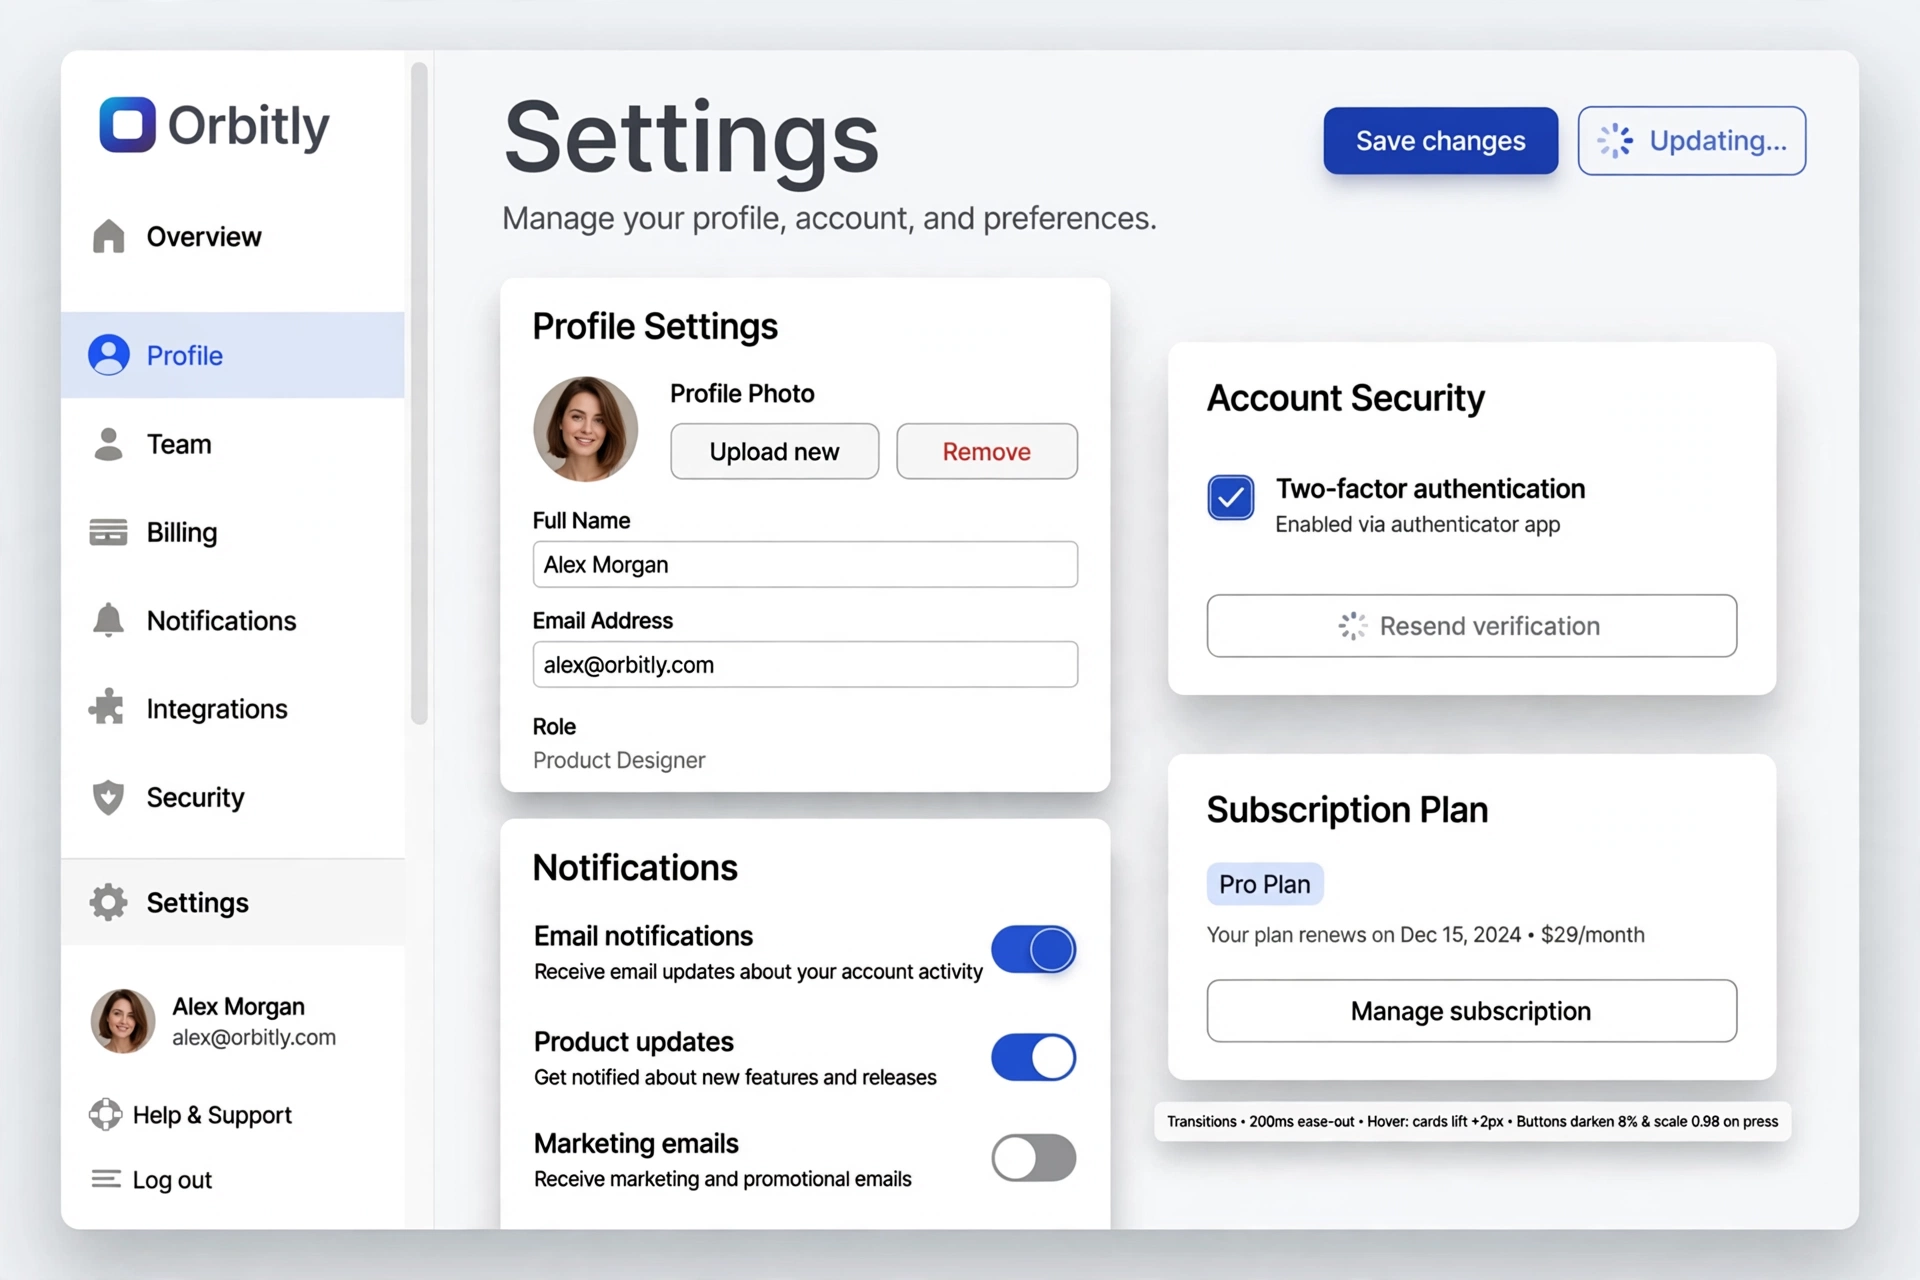 Orbitly
Overview
Profile
Team
Billing
Notifications
Integrations
Security
Settings
Alex Morgan
alex@orbitly.com
Help & Support
Log out
Settings
Manage your profile, account, and preferences.
Save changes
Updating...
Profile Settings
Profile Photo
Upload new
Remove
Full Name
Alex Morgan
Email Address
alex@orbitly.com
Role
Product Designer
Notifications
Email notifications
Receive email updates about your account activity
Product updates
Get notified about new features and releases
Marketing emails
Receive marketing and promotional emails
Account Security
Two-factor authentication
Enabled via authenticator app
Resend verification
Subscription Plan
Pro Plan
Your plan renews on Dec 15, 2024 • $29/month
Manage subscription
Transitions • 200ms ease-out • Hover: cards lift +2px • Buttons darken 8% & scale 0.98 on press